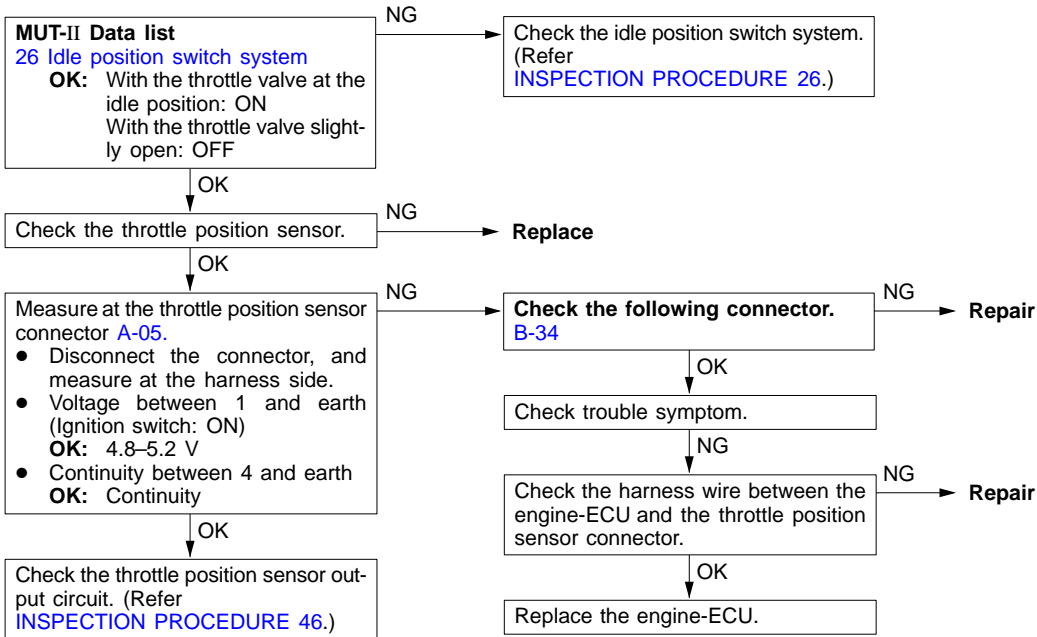 MUT-II Data list
26 Idle position switch system
OK: With the throttle valve at the
idle position: ON
With the throttle valve slight-
ly open: OFF
NG
Check the idle position switch system.
(Refer
INSPECTION PROCEDURE 26.)
OK
Check the throttle position sensor.
NG
Replace
OK
Measure at the throttle position sensor
connector A-05.
● Disconnect the connector, and
measure at the harness side.
● Voltage between 1 and earth
(Ignition switch: ON)
OK: 4.8–5.2 V
● Continuity between 4 and earth
OK: Continuity
NG
Check the following connector.
B-34
NG
Repair
OK
Check trouble symptom.
NG
Check the harness wire between the
engine-ECU and the throttle position
sensor connector.
NG
Repair
OK
Replace the engine-ECU.
OK
Check the throttle position sensor out-
put circuit. (Refer
INSPECTION PROCEDURE 46.)